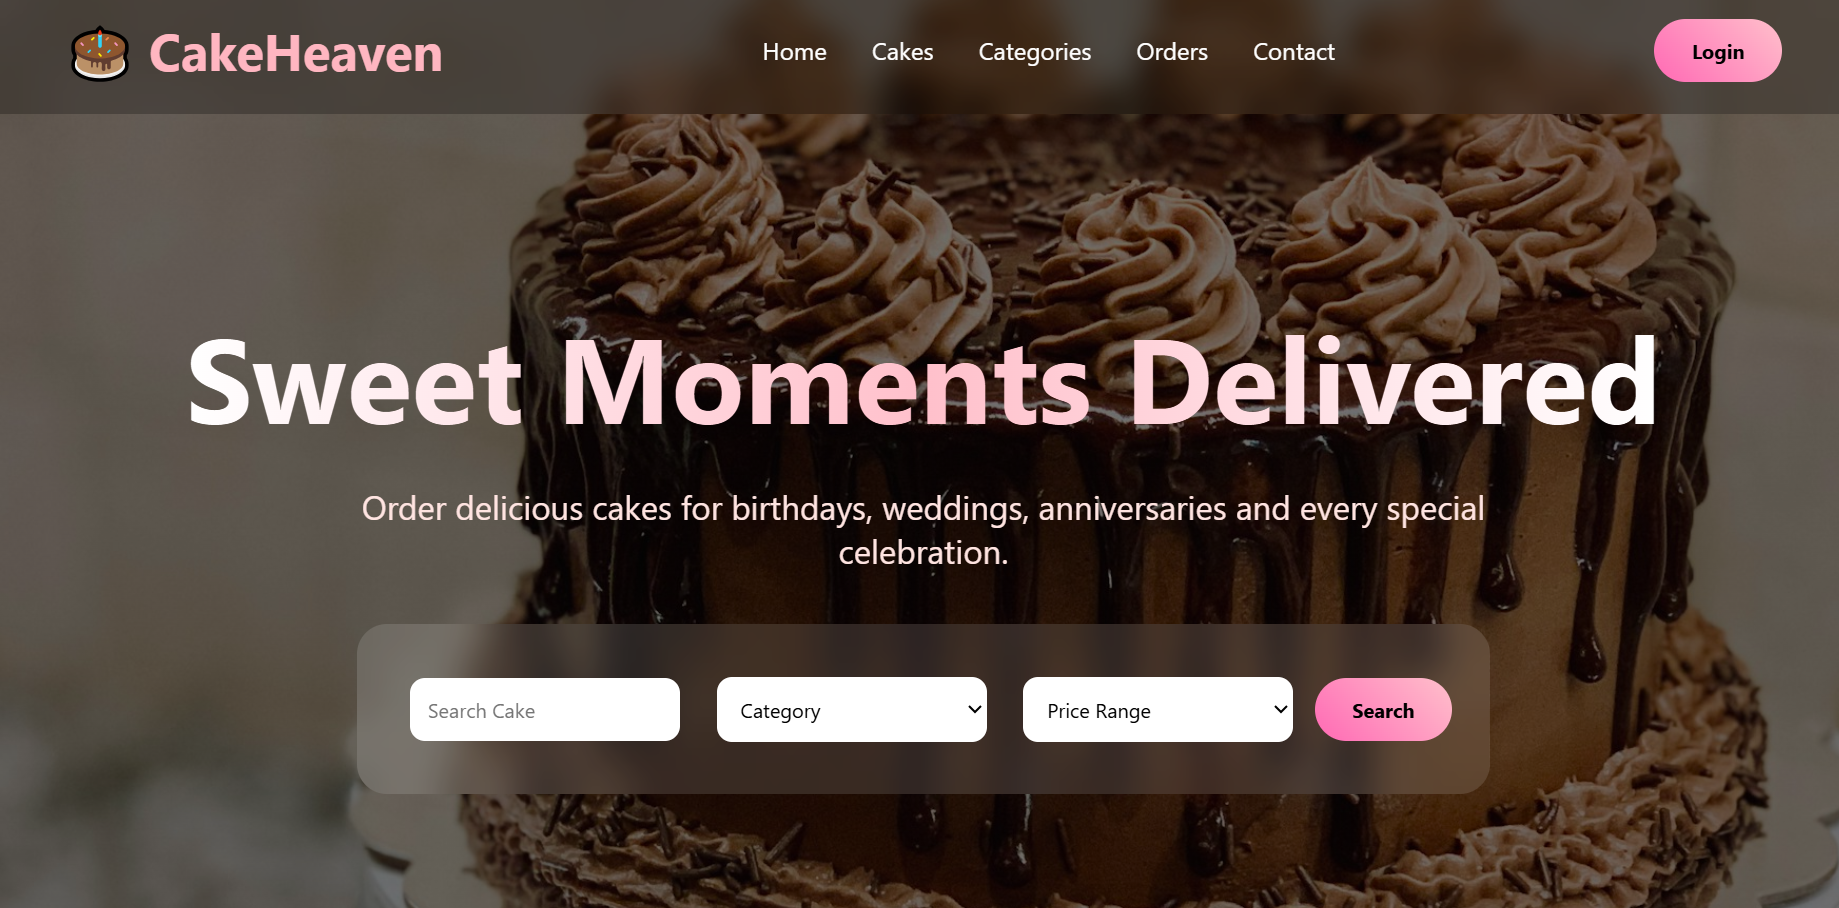 CakeHeaven
Home
Cakes
Categories
Orders
Contact
Login
Sweet Moments Delivered
Order delicious cakes for birthdays, weddings, anniversaries and every special
celebration.
Search Cake
Category
Price Range
Search